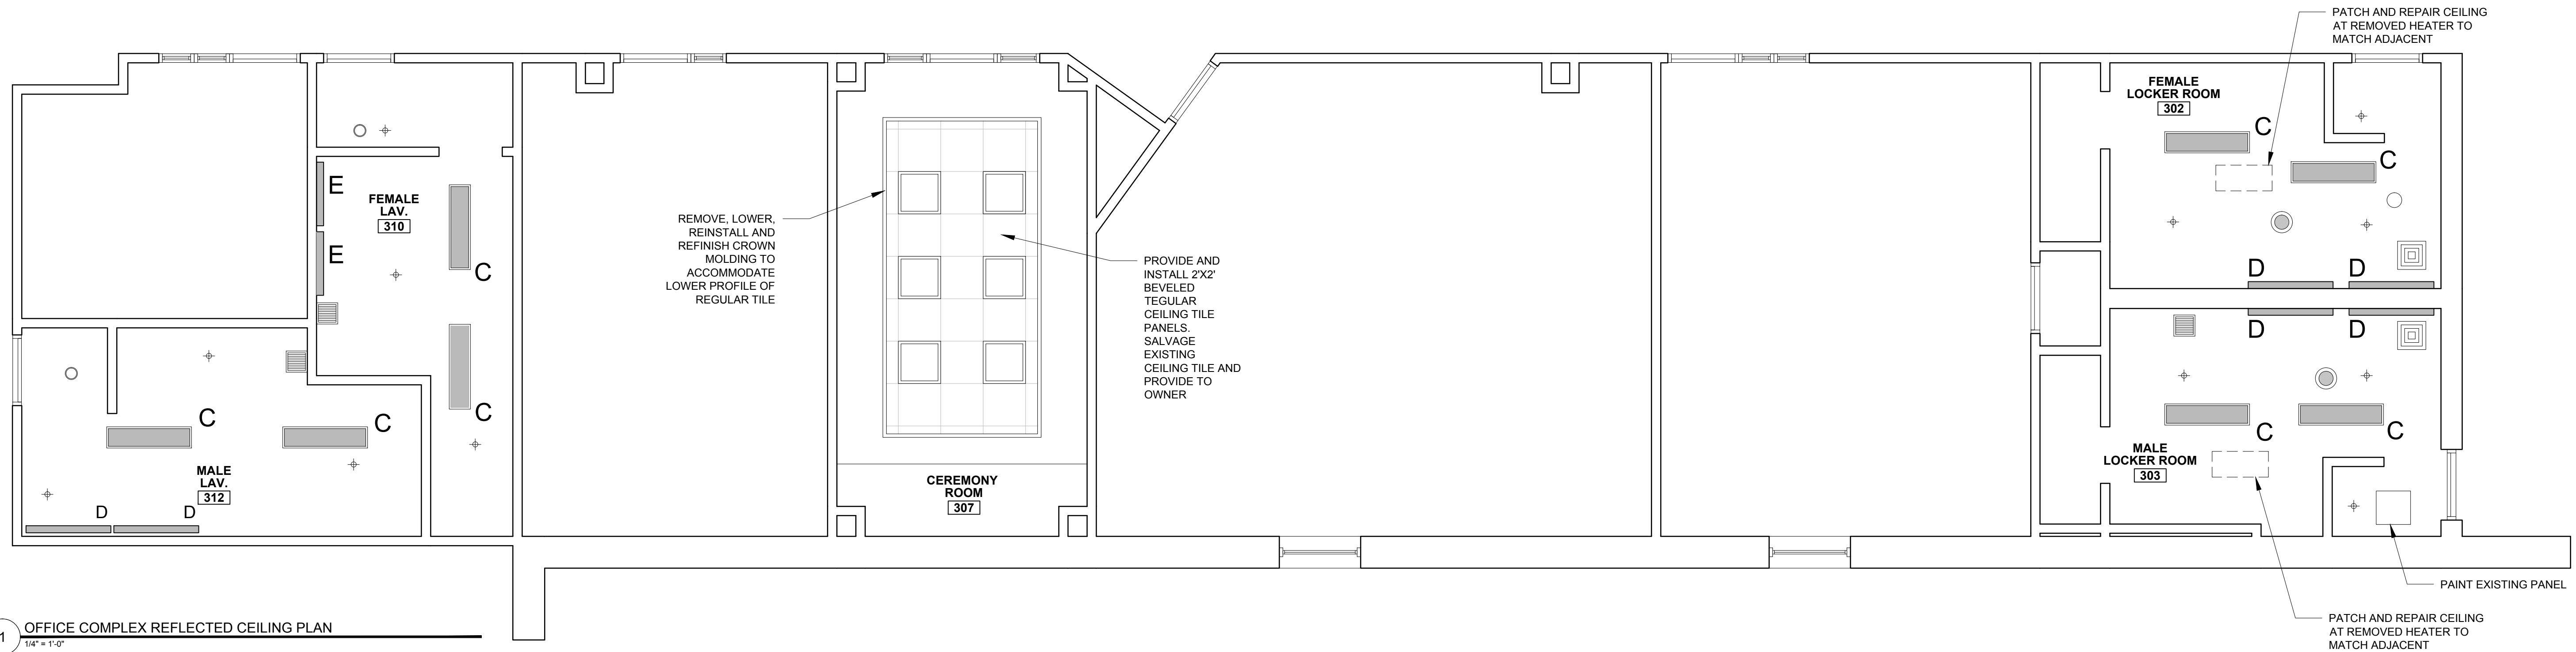 PATCH AND REPAIR CEILING
AT REMOVED HEATER TO
MATCH ADJACENT
FEMALE
LOCKER ROOM
302
C
C
D
D
E
E
FEMALE
LAV.
310
C
C
REMOVE, LOWER,
REINSTALL AND
REFINISH CROWN
MOLDING TO
ACCOMMODATE
LOWER PROFILE OF
REGULAR TILE
PROVIDE AND
INSTALL 2'X2'
BEVELED
TEGULAR
CEILING TILE
PANELS.
SALVAGE
EXISTING
CEILING TILE AND
PROVIDE TO
OWNER
D
D
C
C
MALE
LOCKER ROOM
303
C
C
MALE
LAV.
312
D
D
CEREMONY
ROOM
307
PAINT EXISTING PANEL
PATCH AND REPAIR CEILING
AT REMOVED HEATER TO
MATCH ADJACENT
1
OFFICE COMPLEX REFLECTED CEILING PLAN
1/4" = 1'-0"